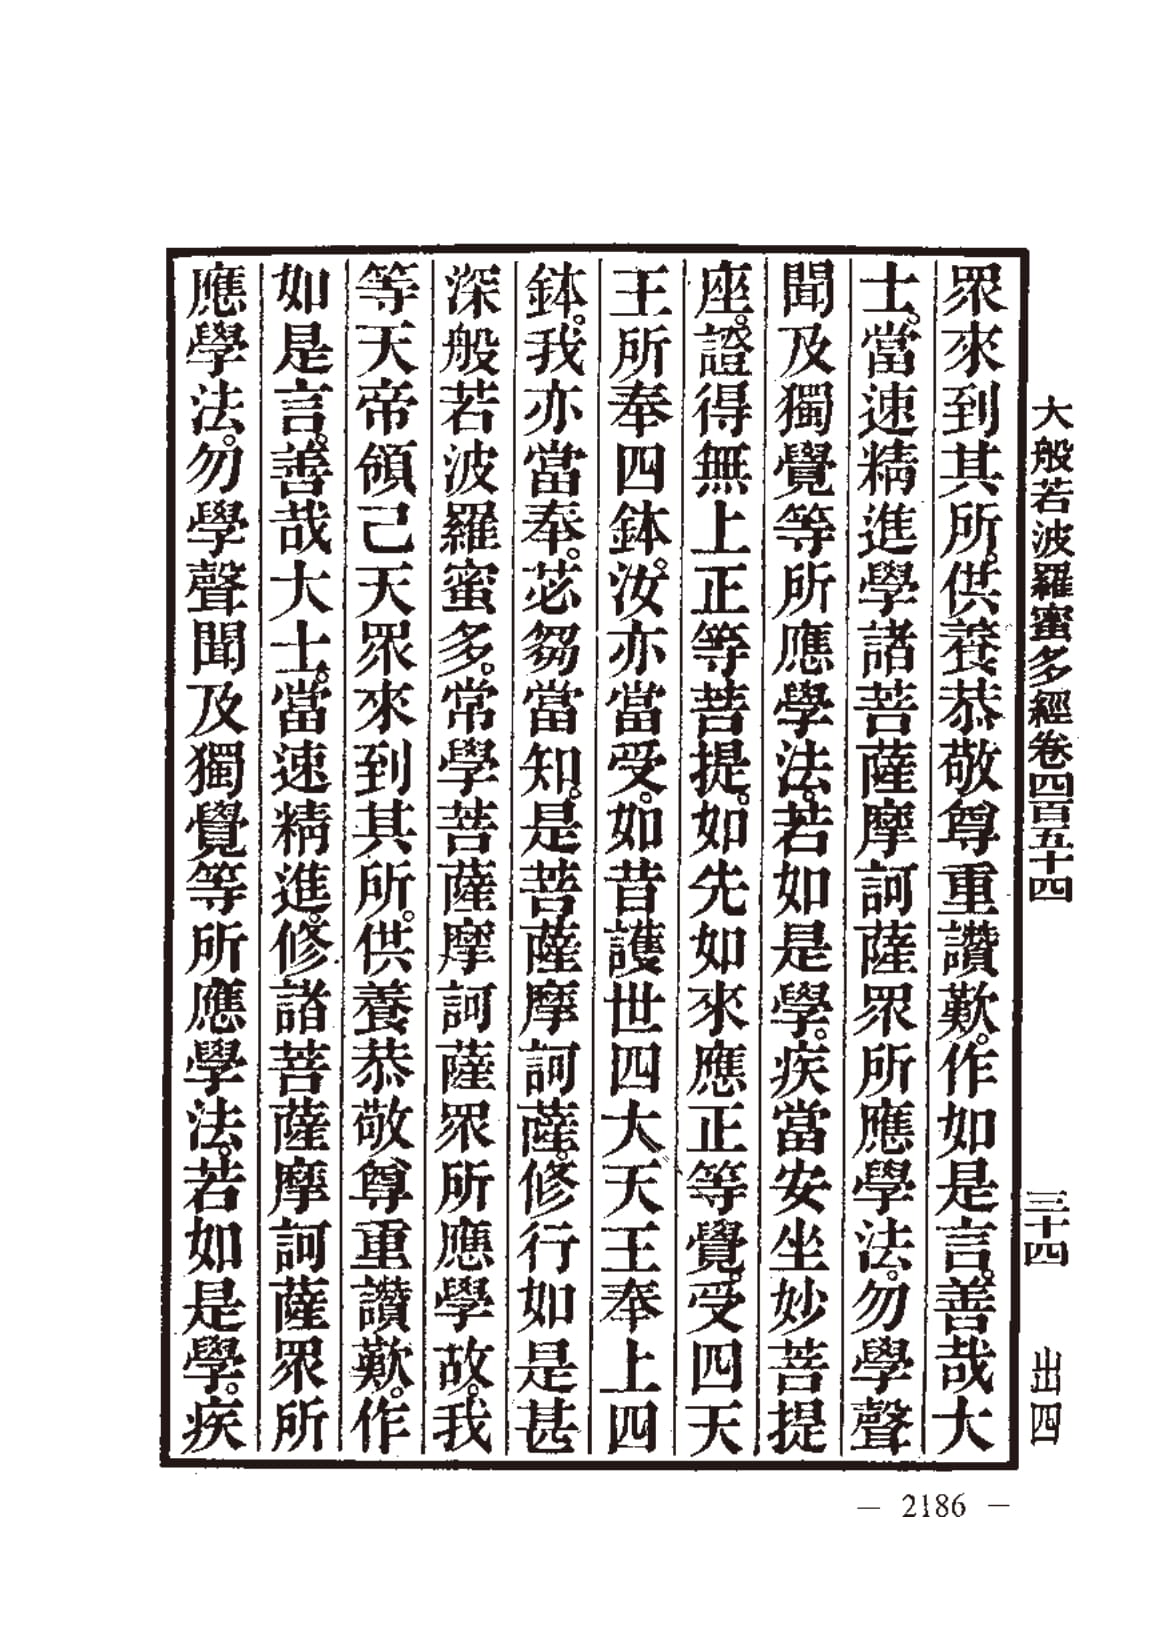 大般若波羅蜜多經卷四百五十四　三十四　出四
眾來到其所。供養恭敬尊重讚歎。作如是言。善哉大
士。當速精進學諸菩薩摩訶薩眾所應學法。勿學聲
聞及獨覺等所應學法。若如是學。疾當安坐妙菩提
座。證得無上正等菩提。如先如來應正等覺。受四天
王所奉四鉢。汝亦當受。如昔護世四大天王奉上四
鉢。我亦當奉。苾芻當知。是菩薩摩訶薩。修行如是甚
深般若波羅蜜多。常學菩薩摩訶薩眾所應學故。我
等天帝領己天眾來到其所。供養恭敬尊重讚歎。作
如是言。善哉大士。當速精進。修諸菩薩摩訶薩眾所
應學法。勿學聲聞及獨覺等所應學法。若如是學。疾
— 2186 —